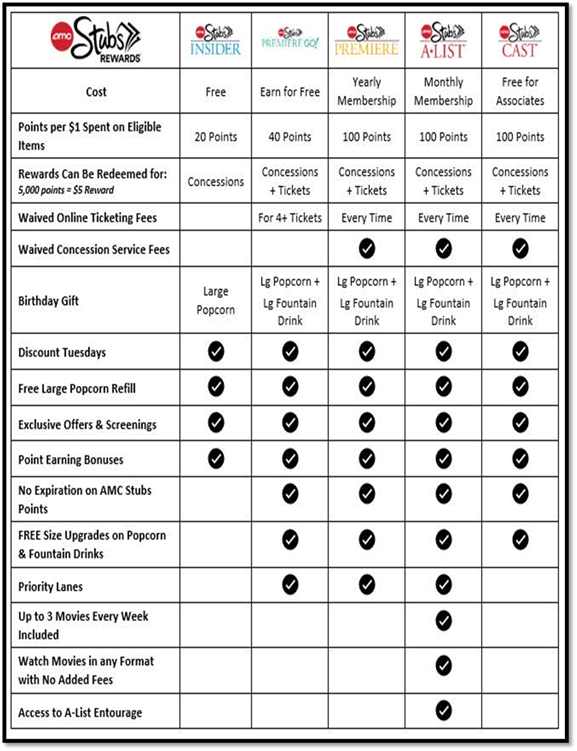 amc Stubs REWARDS
amc Stubs INSIDER
amc Stubs PREMIERE GO!
amc Stubs PREMIERE
amc Stubs A•LIST
amc Stubs CAST
Cost
Free
Earn for Free
Yearly
Membership
Monthly
Membership
Free for
Associates
Points per $1 Spent on Eligible
Items
20 Points
40 Points
100 Points
100 Points
100 Points
Rewards Can Be Redeemed for:
5,000 points = $5 Reward
Concessions
Concessions
+ Tickets
Concessions
+ Tickets
Concessions
+ Tickets
Concessions
+ Tickets
Waived Online Ticketing Fees
For 4+ Tickets
Every Time
Every Time
Every Time
Waived Concession Service Fees
Birthday Gift
Large
Popcorn
Lg Popcorn +
Lg Fountain
Drink
Lg Popcorn +
Lg Fountain
Drink
Lg Popcorn +
Lg Fountain
Drink
Lg Popcorn +
Lg Fountain
Drink
Discount Tuesdays
Free Large Popcorn Refill
Exclusive Offers & Screenings
Point Earning Bonuses
No Expiration on AMC Stubs
Points
FREE Size Upgrades on Popcorn
& Fountain Drinks
Priority Lanes
Up to 3 Movies Every Week
Included
Watch Movies in any Format
with No Added Fees
Access to A-List Entourage